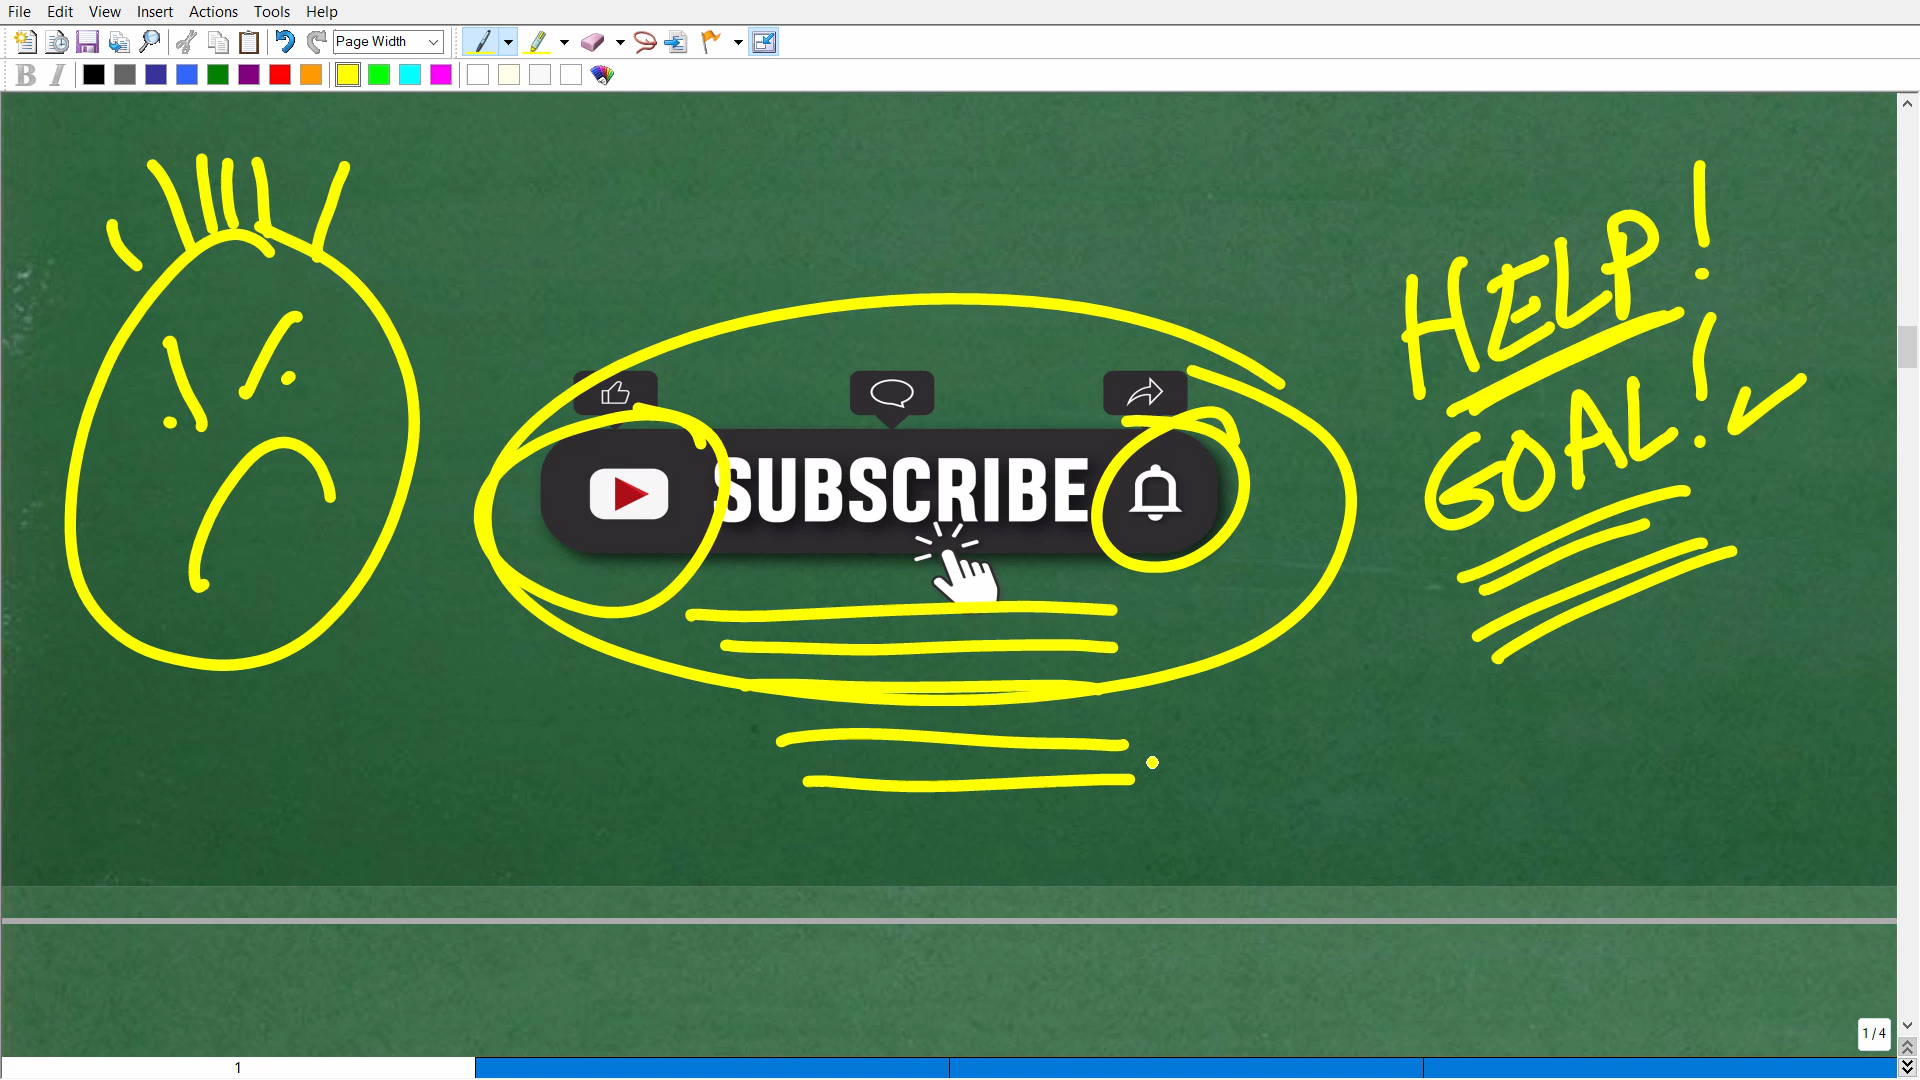 File Edit View Insert Actions Tools Help
Page Width
B I
HELP!
GOAL!
SUBSCRIBE
1 / 4
1